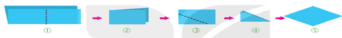 ① ② ③ ④ ⑤